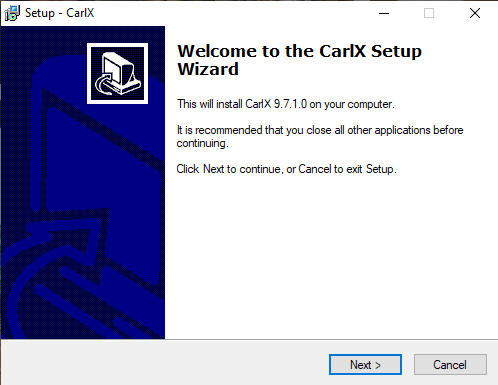 Setup - CarlX
Welcome to the CarlX Setup
Wizard
This will install CarlX 9.7.1.0 on your computer.
It is recommended that you close all other applications before
continuing.
Click Next to continue, or Cancel to exit Setup.
Next >
Cancel